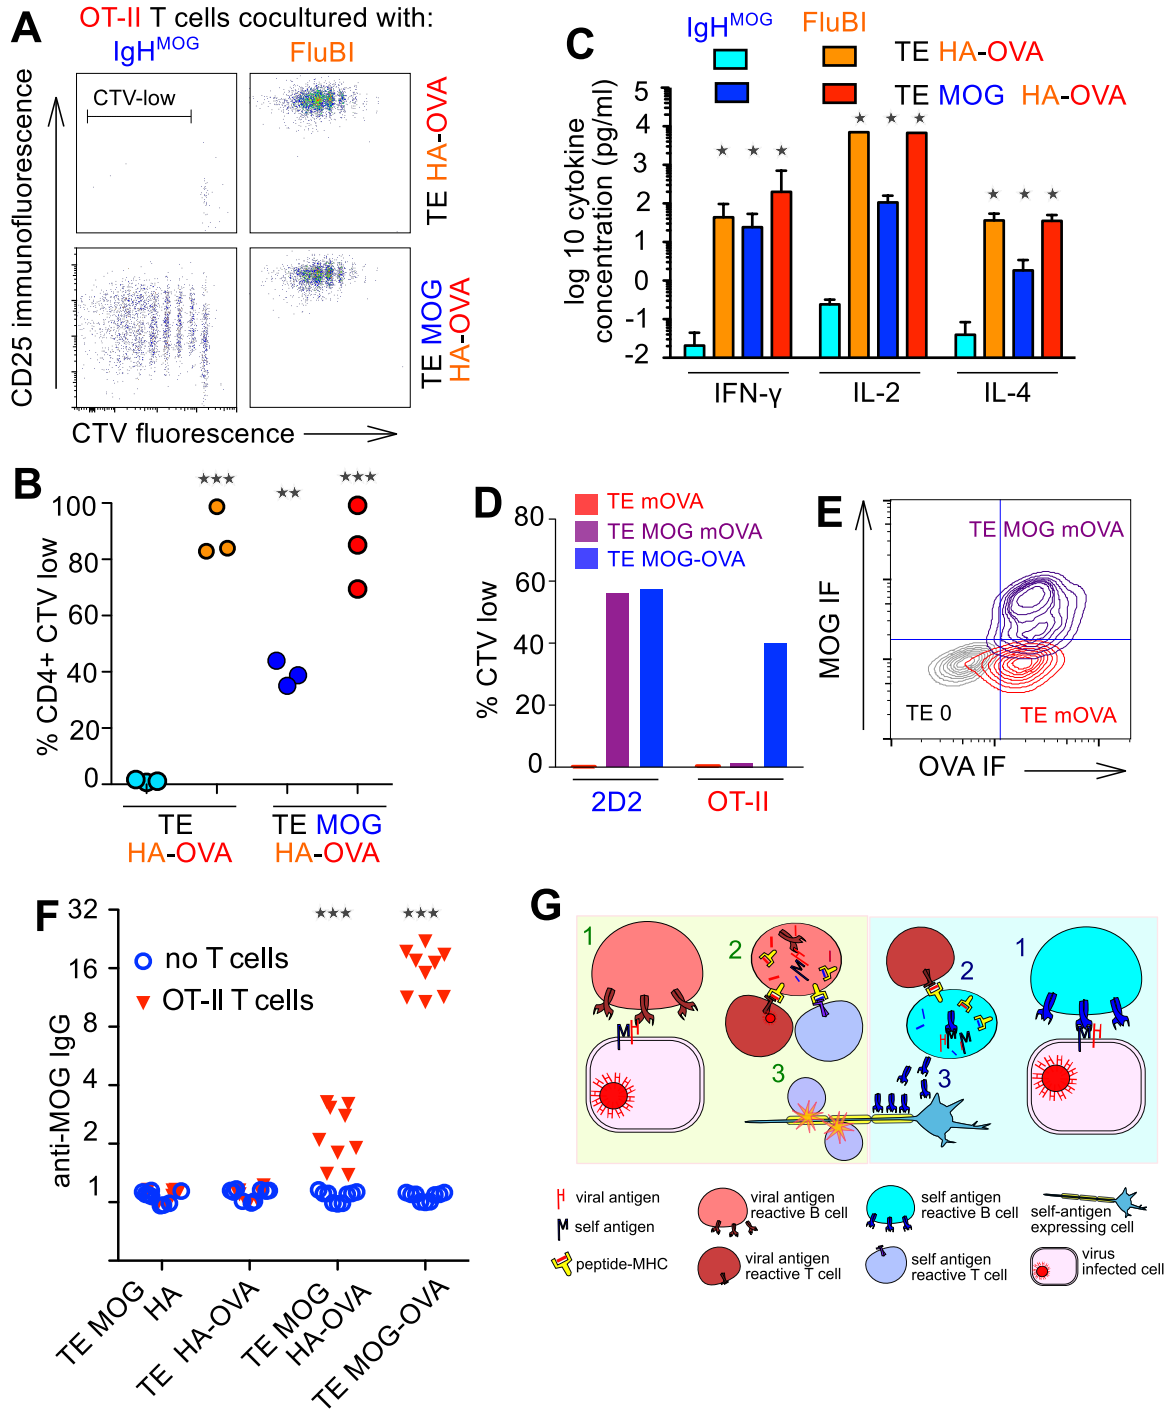 A
OT-II T cells cocultured with:
IgHMOG
FluBI
CTV-low
CD25 immunofluorescence
TE HA-OVA
TE MOG
HA-OVA
CTV fluorescence
C
IgHMOG
FluBI
TE HA-OVA
TE MOG HA-OVA
log 10 cytokine
concentration (pg/ml)
5
4
3
2
1
0
-1
-2
IFN-γ
IL-2
IL-4
B
% CD4+ CTV low
100
80
60
40
20
0
★★★
★★
★★★
TE
HA-OVA
TE MOG
HA-OVA
D
TE mOVA
TE MOG mOVA
TE MOG-OVA
% CTV low
80
60
40
20
0
2D2
OT-II
E
MOG IF
TE MOG mOVA
TE 0
TE mOVA
OVA IF
F
anti-MOG IgG
32
16
8
4
2
1
no T cells
OT-II T cells
★★★
★★★
TE MOG
HA
TE HA-OVA
TE MOG
HA-OVA
TE MOG-OVA
G
1
2
3
1
2
3
M
H
M
M
H
M
M
H
viral antigen
M self antigen
peptide-MHC
viral antigen
reactive B cell
viral antigen
reactive T cell
self antigen
reactive B cell
self antigen
reactive T cell
self-antigen
expressing cell
virus
infected cell